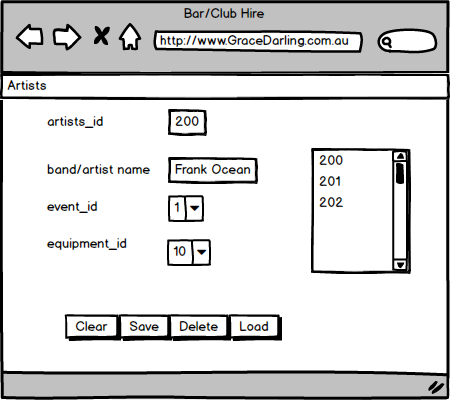 Bar/Club Hire
http://www.GraceDarling.com.au
Artists
artists_id 200
band/artist name Frank Ocean
event_id 1
equipment_id 10
200
201
202
Clear Save Delete Load